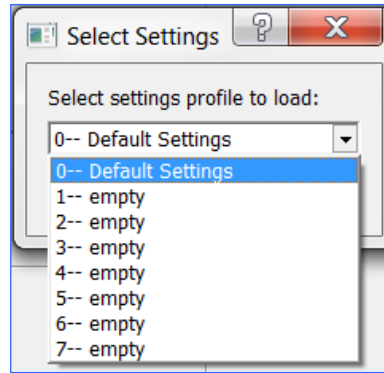 Select Settings
Select settings profile to load:
0-- Default Settings
0-- Default Settings
1-- empty
2-- empty
3-- empty
4-- empty
5-- empty
6-- empty
7-- empty